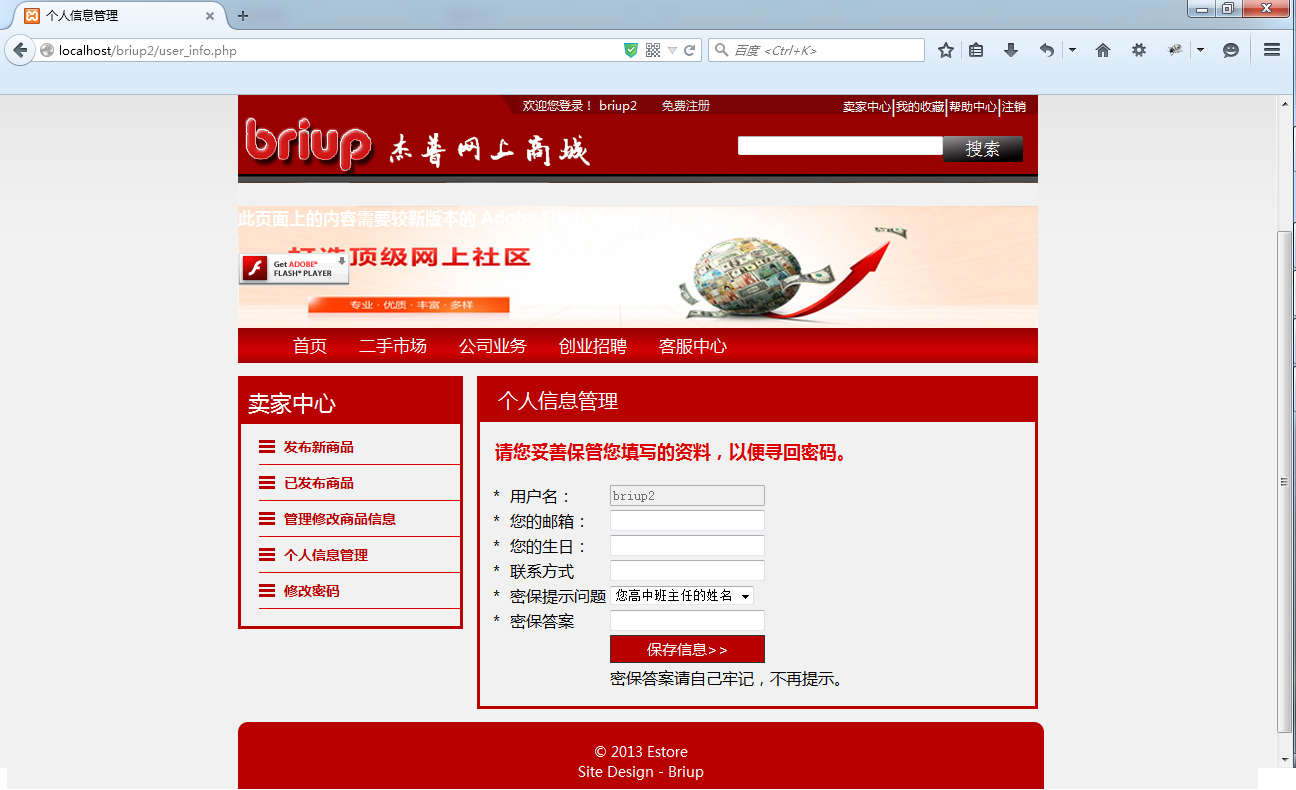 个人信息管理
localhost/briup2/user_info.php
百度 <Ctrl+K>
欢迎您登录！ briup2 免费注册
卖家中心|我的收藏|帮助中心|注销
briup 杰普网上商城
搜索
此页面上的内容需要较新版本的 Adobe Flash
打造顶级网上社区
Get ADOBE®
FLASH® PLAYER
专业·优质·丰富·多样
首页 二手市场 公司业务 创业招聘 客服中心
卖家中心
发布新商品
已发布商品
管理修改商品信息
个人信息管理
修改密码
个人信息管理
请您妥善保管您填写的资料，以便寻回密码。
* 用户名： briup2
* 您的邮箱：
* 您的生日：
* 联系方式
* 密保提示问题 您高中班主任的姓名
* 密保答案
保存信息>>
密保答案请自己牢记，不再提示。
© 2013 Estore
Site Design - Briup